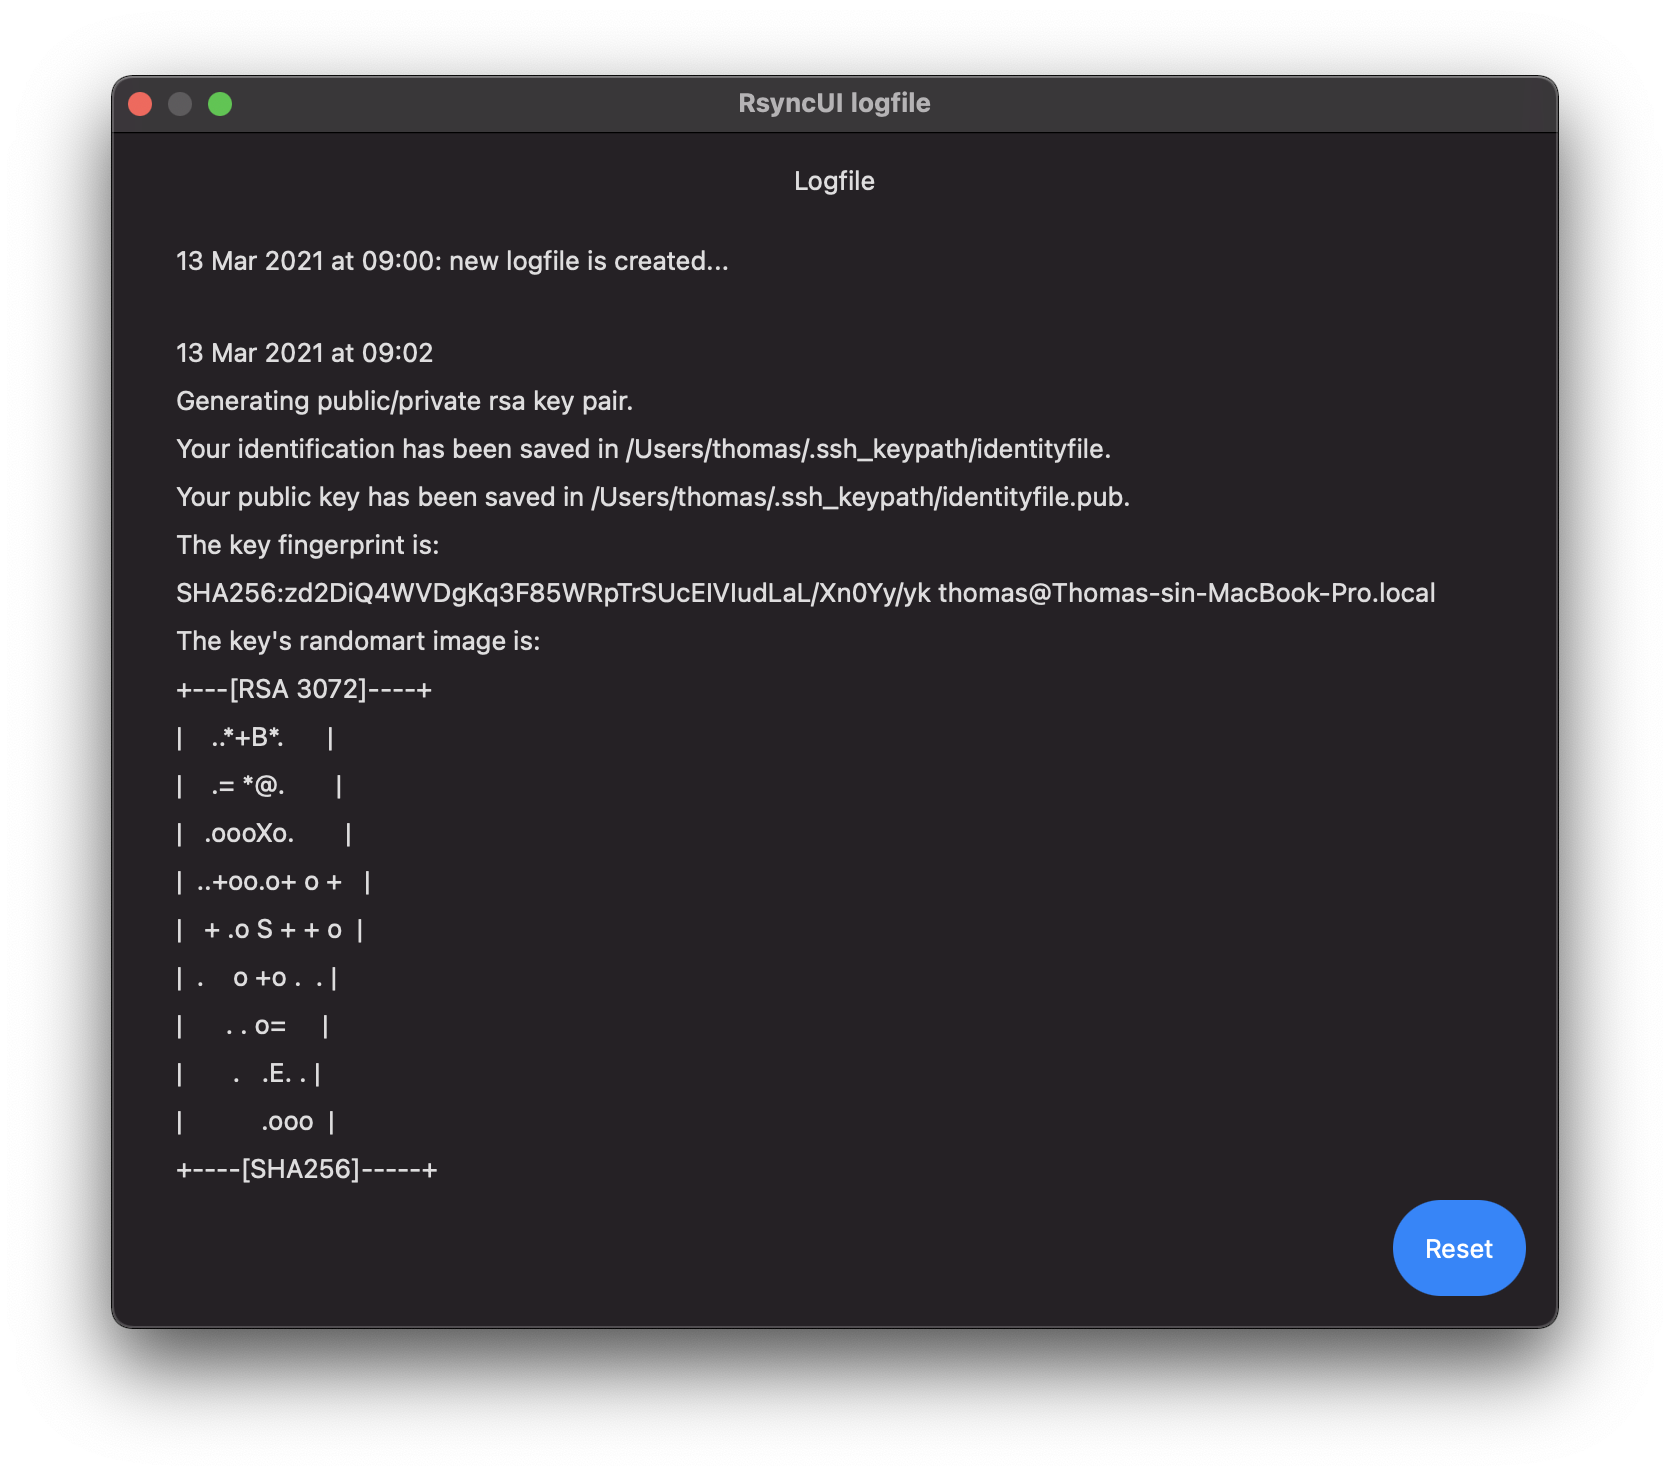 RsyncUI logfile
Logfile
13 Mar 2021 at 09:00: new logfile is created...
13 Mar 2021 at 09:02
Generating public/private rsa key pair.
Your identification has been saved in /Users/thomas/.ssh_keypath/identityfile.
Your public key has been saved in /Users/thomas/.ssh_keypath/identityfile.pub.
The key fingerprint is:
SHA256:zd2DiQ4WVDgKq3F85WRpTrSUcEIVIudLaL/Xn0Yy/yk thomas@Thomas-sin-MacBook-Pro.local
The key's randomart image is:
+---[RSA 3072]----+
|    ..*+B*.      |
|    .= *@.       |
|   .oooXo.       |
|  ..+oo.o+ o +   |
|   + .o S + + o  |
|  .    o +o .  . |
|      . . o=     |
|       .   .E. . |
|           .ooo  |
+----[SHA256]-----+
Reset